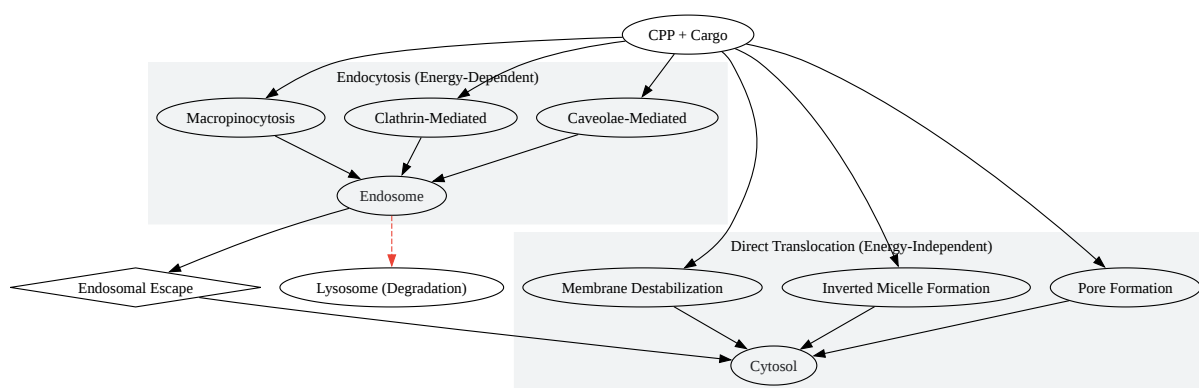 CPP + Cargo
Endocytosis (Energy-Dependent)
Macropinocytosis
Clathrin-Mediated
Caveolae-Mediated
Endosome
Direct Translocation (Energy-Independent)
Endosomal Escape
Lysosome (Degradation)
Membrane Destabilization
Inverted Micelle Formation
Pore Formation
Cytosol